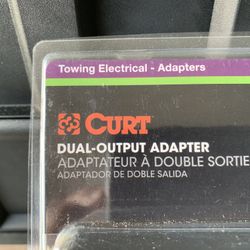 Towing Electrical - Adapters
CURT
DUAL-OUTPUT ADAPTER
ADAPTATEUR À DOUBLE SORTIE
ADAPTADOR DE DOBLE SALIDA